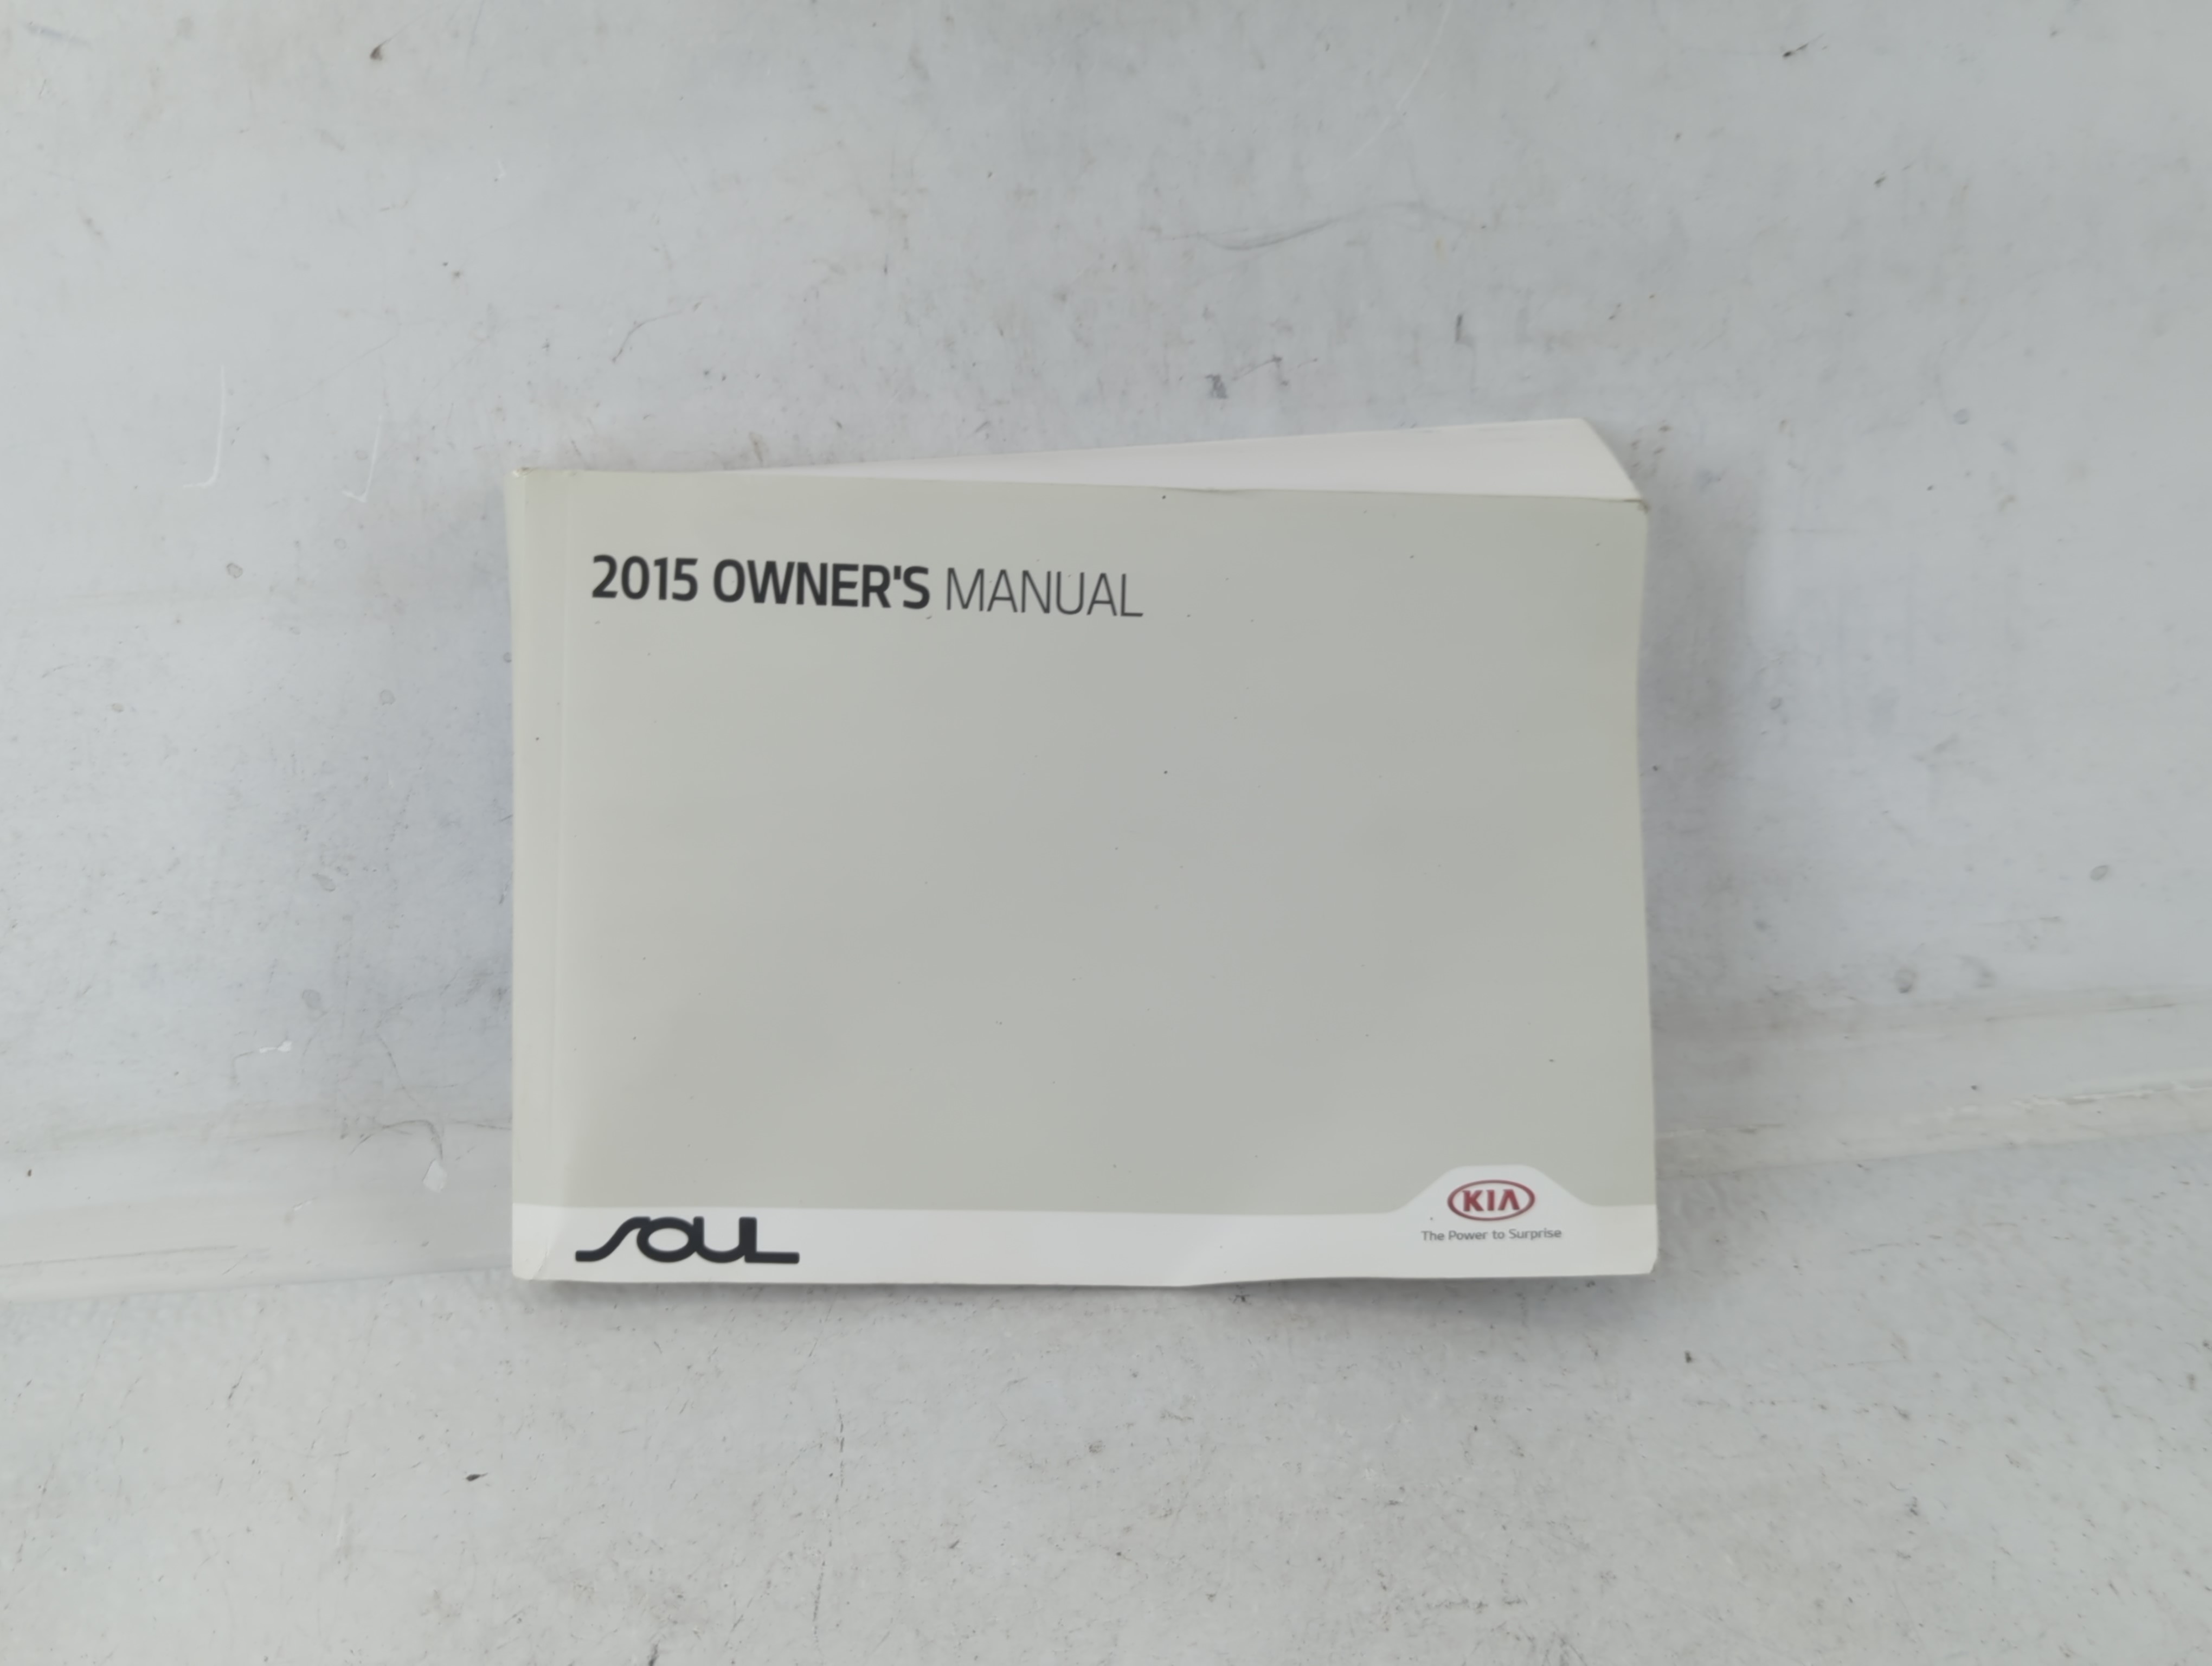 2015 OWNER'S MANUAL
SOUL
KIA
The Power to Surprise